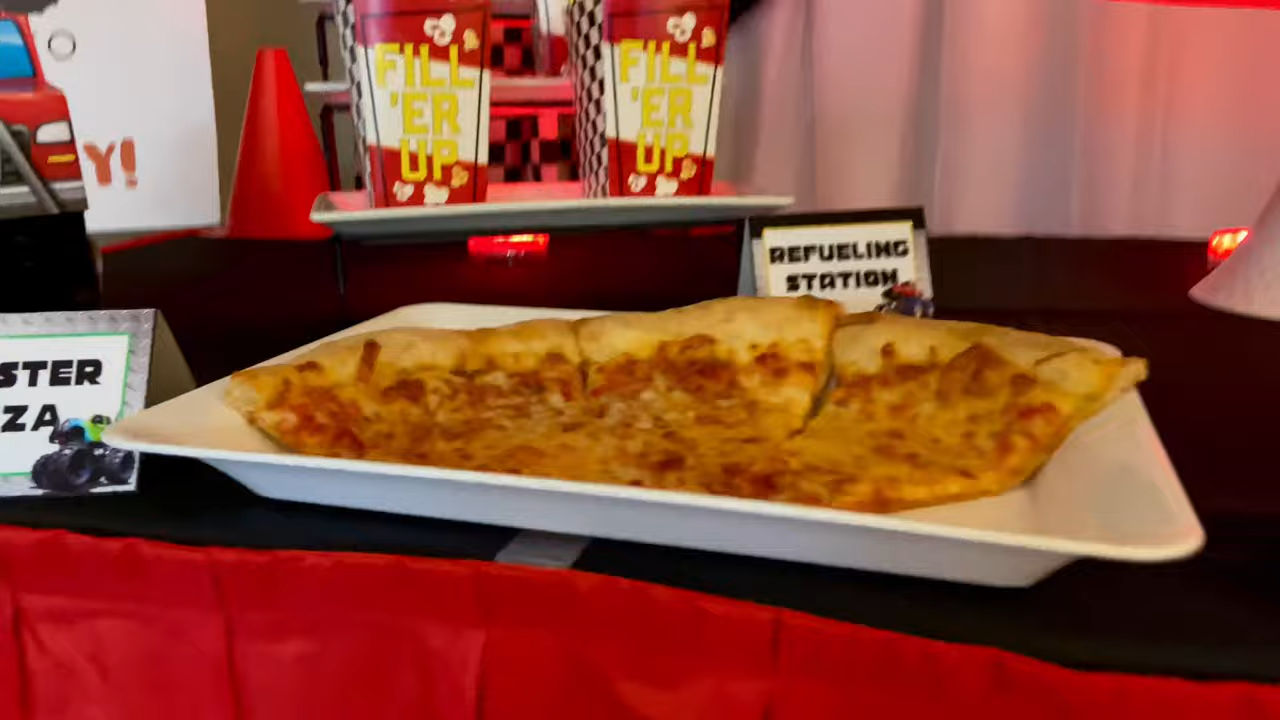 FILL
'ER
UP
FILL
'ER
UP
Y!
REFUELING
STATION
STER
ZA